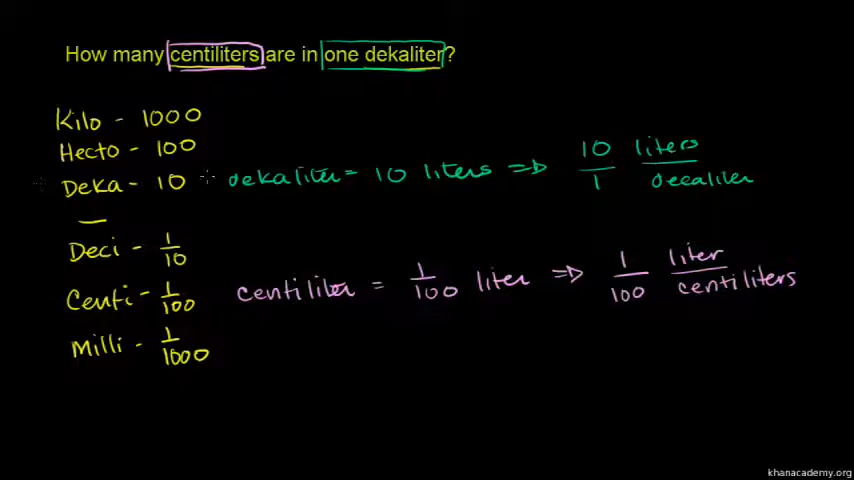 How many centiliters are in one dekaliter?
Kilo - 1000
Hecto - 100
Deka - 10
dekaliter = 10 liters ⇒ 10/1 liters/decaliter
—
Deci - 1/10
Centi - 1/100
centiliter = 1/100 liter ⇒ 1/100 liter/centiliters
Milli - 1/1000
khanacademy.org